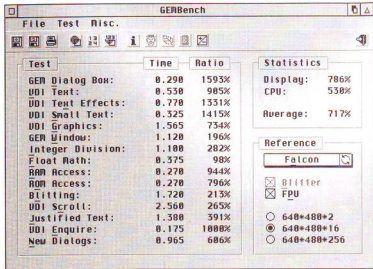 GEMBench
File Test Misc.
Test Time Ratio
GEM Dialog Box: 0.290 1593%
VDI Text: 0.530 905%
VDI Text Effects: 0.770 1331%
VDI Small Text: 0.325 1415%
VDI Graphics: 1.565 734%
GEM Window: 1.120 196%
Integer Division: 1.100 282%
Float Math: 0.375 98%
RAM Access: 0.270 944%
ROM Access: 0.270 796%
Blitting: 1.720 213%
VDI Scroll: 2.560 265%
Justified Text: 1.380 391%
VDI Enquire: 0.175 1000%
New Dialogs: 0.965 606%
Statistics
Display: 786%
CPU: 530%
Average: 717%
Reference
Falcon
Blitter
FPU
640*480*2
640*480*16
640*480*256